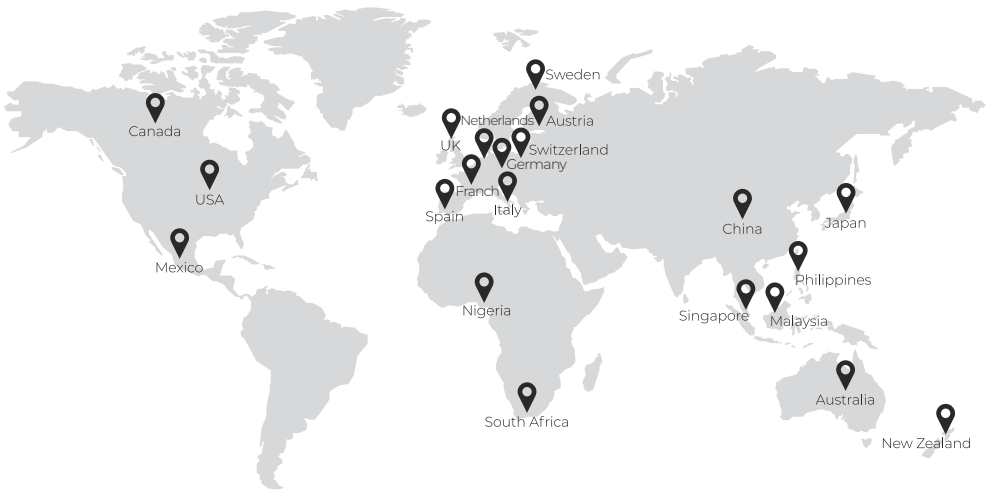 Sweden
Canada
Netherlands
Austria
UK
Switzerland
Germany
USA
Franch
Italy
Spain
China
Japan
Mexico
Philippines
Nigeria
Singapore
Malaysia
Australia
South Africa
New Zealand